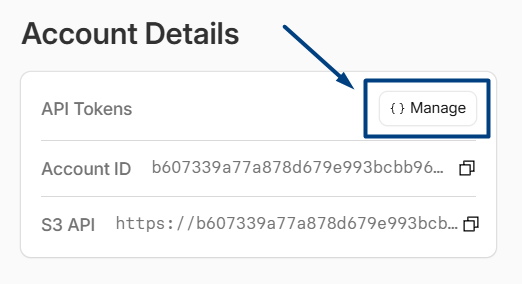 Account Details
API Tokens {} Manage
Account ID b607339a77a878d679e993bcbb96…
S3 API https://b607339a77a878d679e993bcb…